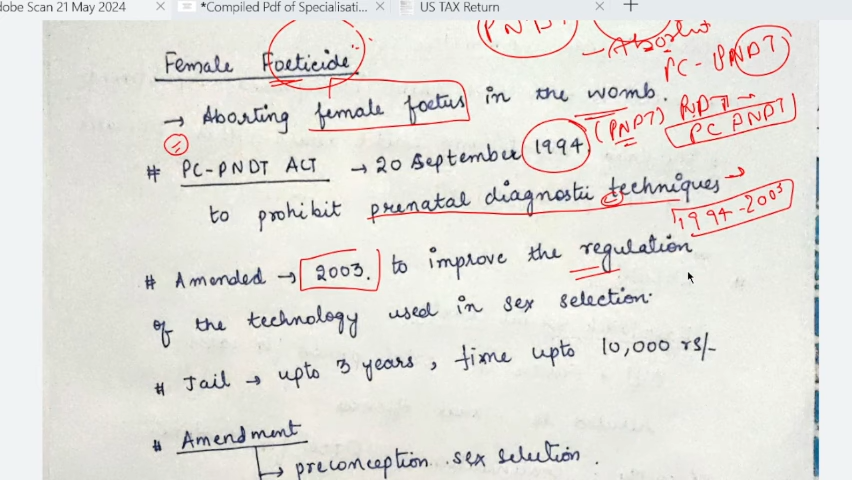 dobe Scan 21 May 2024 × *Compiled Pdf of Specialisati... × US TAX Return × +
PNDT
Abortit
PC-PNDT
Female Foeticide
→ Aborting female foetus in the womb.
(PNDT) PNDT →
PC PNDT
# PC-PNDT ACT → 20 September 1994
to prohibit prenatal diagnostic techniques
1994-2003
# Amended → 2003. to improve the regulation
of the technology used in sex selection.
# Jail → upto 3 years, fine upto 10,000 rs/-
# Amendment
↳ preconception sex selection.